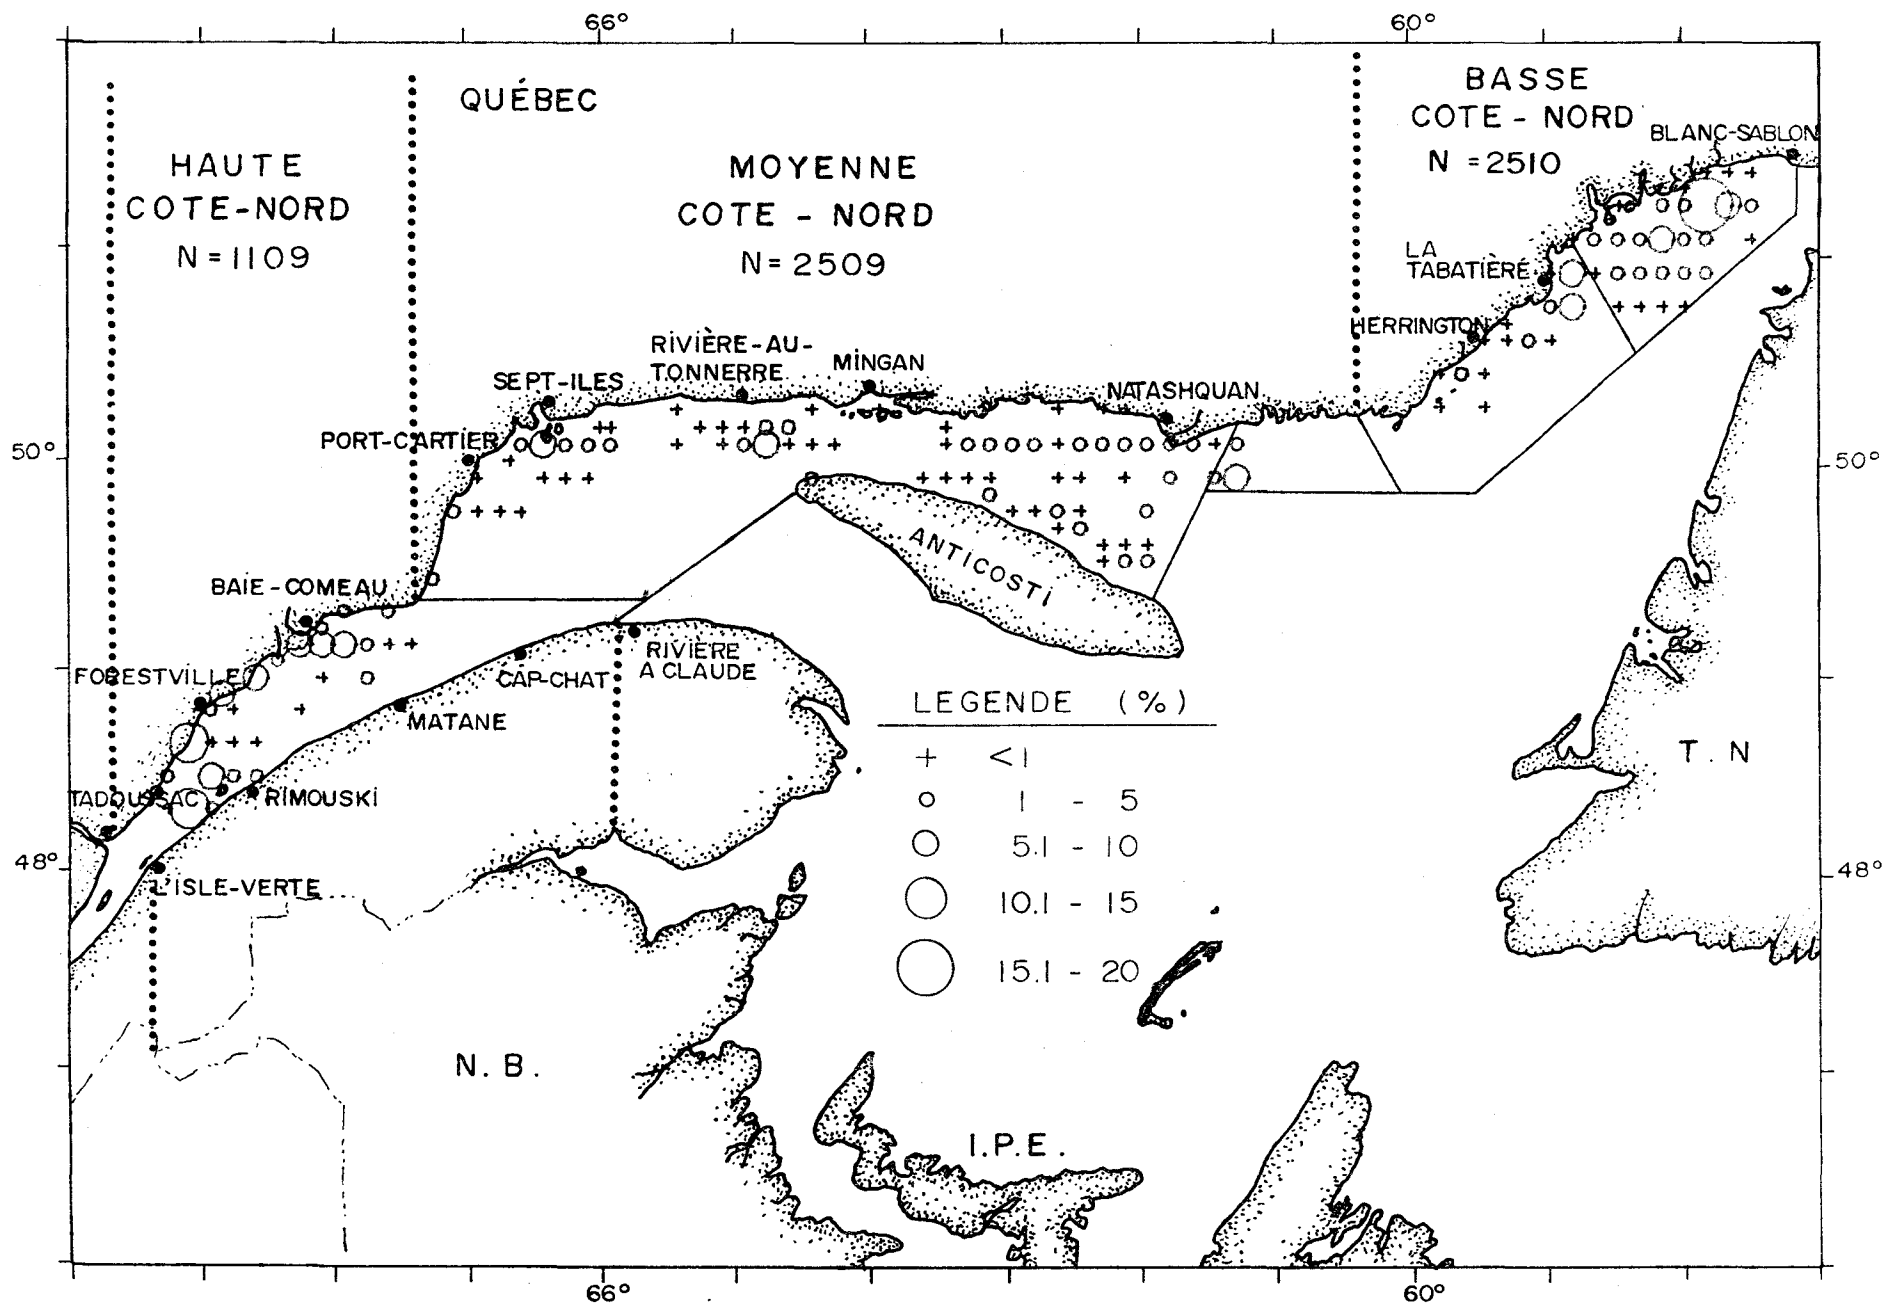 66° 60°
QUÉBEC
HAUTE
COTE-NORD
N=1109
MOYENNE
COTE - NORD
N=2509
BASSE
COTE - NORD
N =2510
BLANC-SABLON
LA
TABATIÈRE
HERRINGTON
RIVIÈRE-AU-
TONNERRE
MINGAN
SEPT-ILES
NATASHQUAN
PORT-CARTIER
50° 50°
ANTICOSTI
BAIE-COMEAU
FORESTVILLE
RIVIÈRE
A CLAUDE
CAP-CHAT
MATANE
TADOUSSAC
RIMOUSKI
48° 48°
L'ISLE-VERTE
LEGENDE (%)
+ <1
1 - 5
5.1 - 10
10.1 - 15
15.1 - 20
T. N
N. B.
I.P.E.
66° 60°